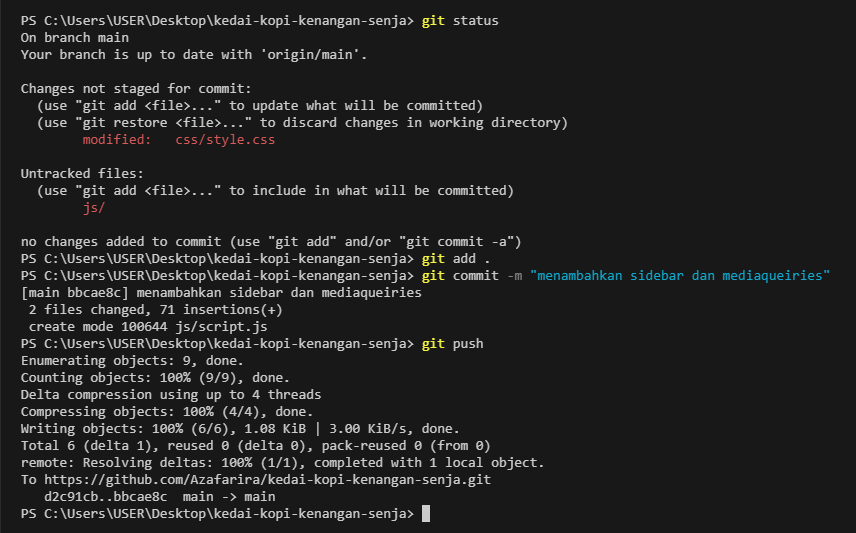 PS C:\Users\USER\Desktop\kedai-kopi-kenangan-senja> git status
On branch main
Your branch is up to date with 'origin/main'.
Changes not staged for commit:
  (use "git add <file>..." to update what will be committed)
  (use "git restore <file>..." to discard changes in working directory)
        modified:   css/style.css
Untracked files:
  (use "git add <file>..." to include in what will be committed)
        js/
no changes added to commit (use "git add" and/or "git commit -a")
PS C:\Users\USER\Desktop\kedai-kopi-kenangan-senja> git add .
PS C:\Users\USER\Desktop\kedai-kopi-kenangan-senja> git commit -m "menambahkan sidebar dan mediaqueiries"
[main bbcae8c] menambahkan sidebar dan mediaqueiries
 2 files changed, 71 insertions(+)
 create mode 100644 js/script.js
PS C:\Users\USER\Desktop\kedai-kopi-kenangan-senja> git push
Enumerating objects: 9, done.
Counting objects: 100% (9/9), done.
Delta compression using up to 4 threads
Compressing objects: 100% (4/4), done.
Writing objects: 100% (6/6), 1.08 KiB | 3.00 KiB/s, done.
Total 6 (delta 1), reused 0 (delta 0), pack-reused 0 (from 0)
remote: Resolving deltas: 100% (1/1), completed with 1 local object.
To https://github.com/Azafarira/kedai-kopi-kenangan-senja.git
   d2c91cb..bbcae8c  main -> main
PS C:\Users\USER\Desktop\kedai-kopi-kenangan-senja>